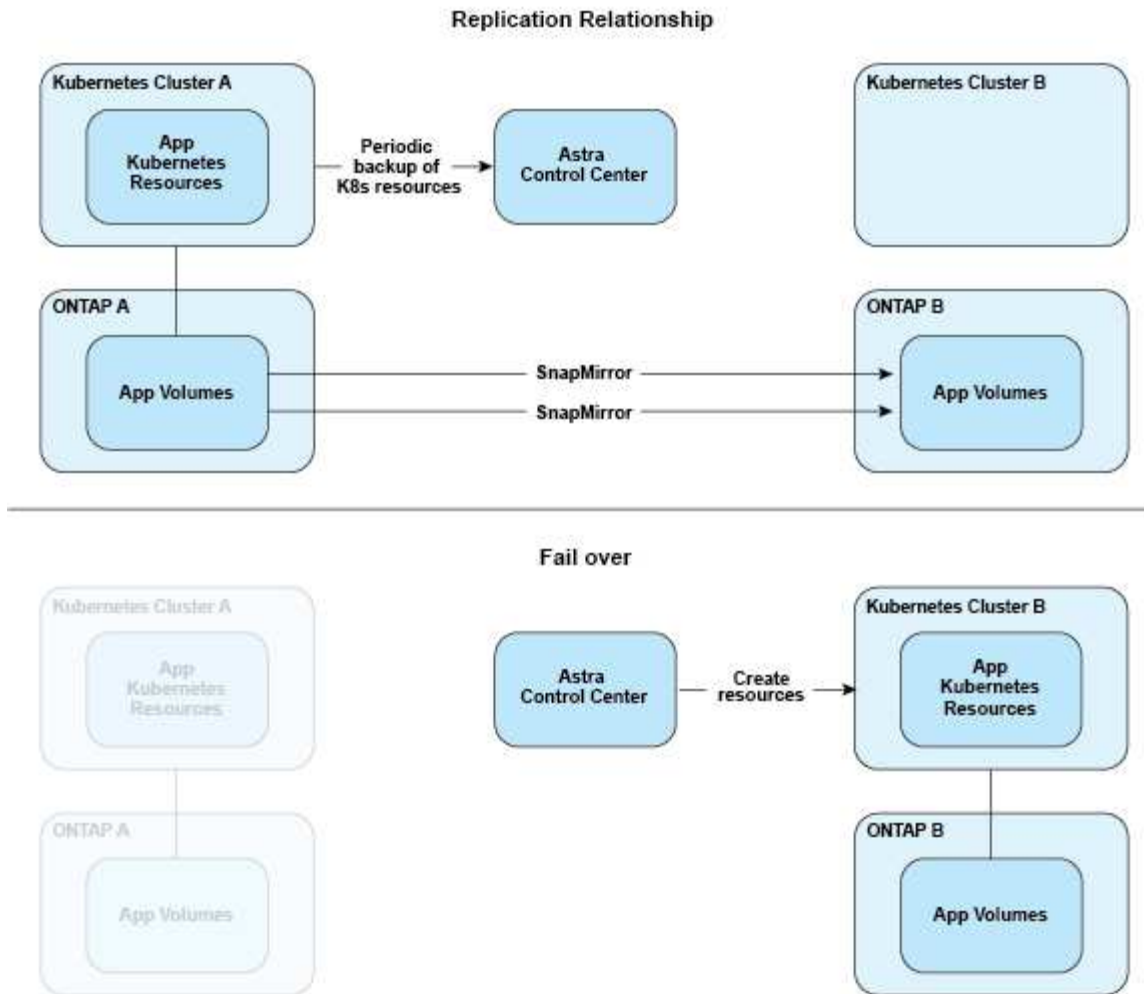 Replication Relationship
Kubernetes Cluster A
App
Kubernetes
Resources
Periodic
backup of
K8s resources
Astra
Control Center
Kubernetes Cluster B
ONTAP A
App Volumes
SnapMirror
SnapMirror
ONTAP B
App Volumes
Fail over
Kubernetes Cluster A
App
Kubernetes
Resources
Astra
Control Center
Create
resources
Kubernetes Cluster B
App
Kubernetes
Resources
ONTAP A
App Volumes
ONTAP B
App Volumes